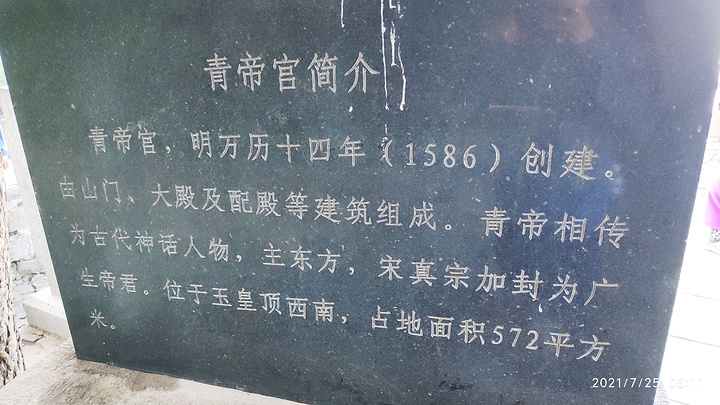 青帝宫简介
青帝宫，明万历十四年（1586）创建。
由山门、大殿及配殿等建筑组成。青帝相传
为古代神话人物，主东方，宋真宗加封为广
生帝君。位于玉皇顶西南，占地面积572平方
米。
2021/7/25